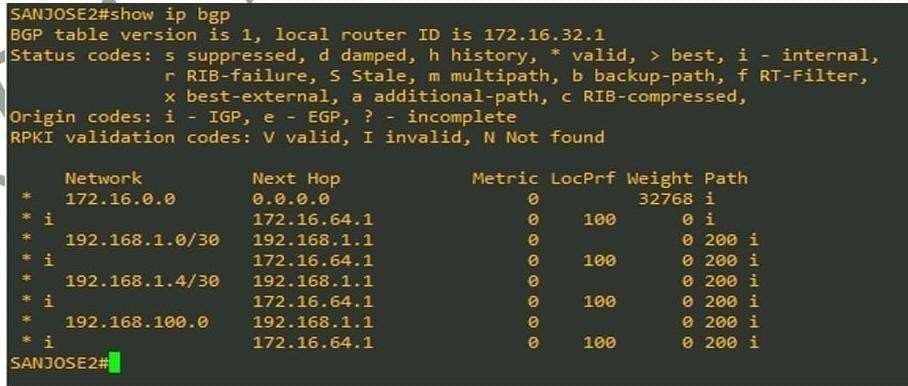 SANJOSE2#show ip bgp
BGP table version is 1, local router ID is 172.16.32.1
Status codes: s suppressed, d damped, h history, * valid, > best, i - internal,
              r RIB-failure, S Stale, m multipath, b backup-path, f RT-Filter,
              x best-external, a additional-path, c RIB-compressed,
Origin codes: i - IGP, e - EGP, ? - incomplete
RPKI validation codes: V valid, I invalid, N Not found
     Network          Next Hop            Metric LocPrf Weight Path
 *   172.16.0.0       0.0.0.0                  0         32768 i
 * i                  172.16.64.1              0    100      0 i
 *   192.168.1.0/30   192.168.1.1              0             0 200 i
 * i                  172.16.64.1              0    100      0 200 i
 *   192.168.1.4/30   192.168.1.1              0             0 200 i
 * i                  172.16.64.1              0    100      0 200 i
 *   192.168.100.0    192.168.1.1              0             0 200 i
 * i                  172.16.64.1              0    100      0 200 i
SANJOSE2#